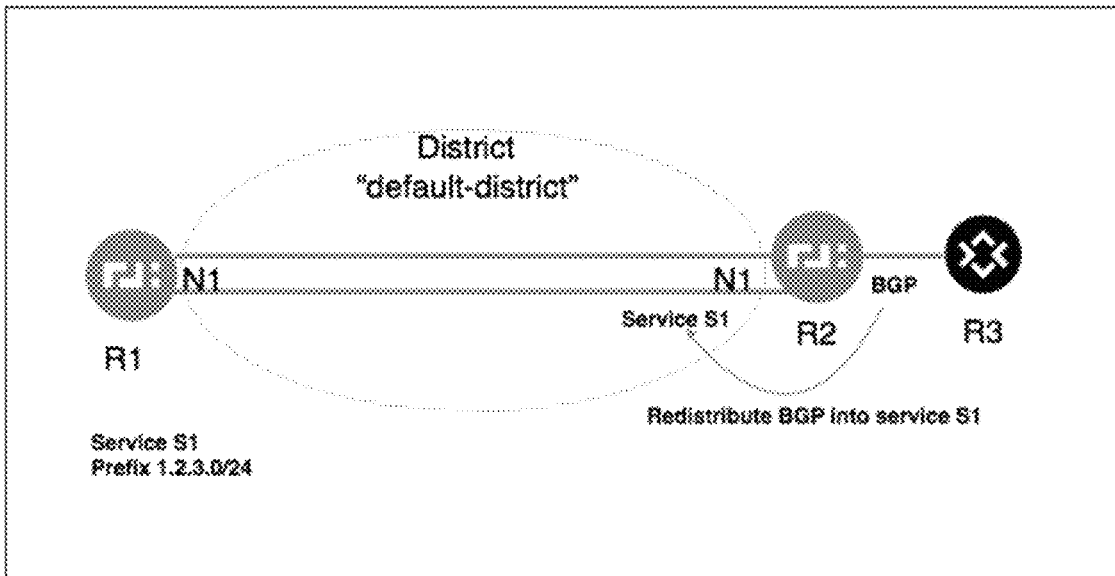 District
"default-district"
N1
N1
BGP
Service S1
R1
R2
R3
Redistribute BGP into service S1
Service S1
Prefix 1.2.3.0/24